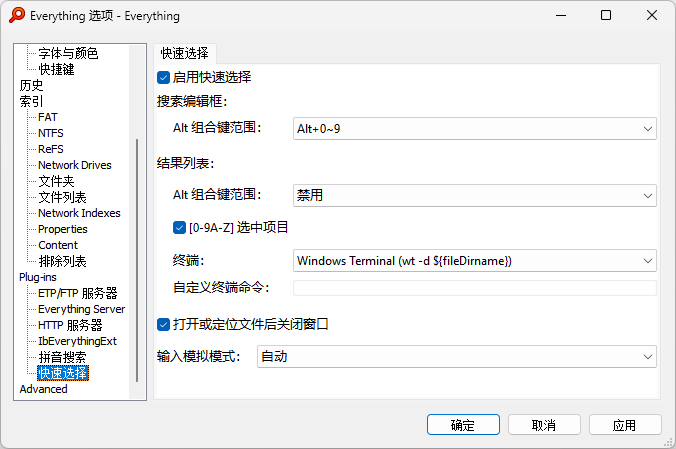 Everything 选项 - Everything
字体与颜色
快捷键
历史
索引
FAT
NTFS
ReFS
Network Drives
文件夹
文件列表
Network Indexes
Properties
Content
排除列表
Plug-ins
ETP/FTP 服务器
Everything Server
HTTP 服务器
IbEverythingExt
拼音搜索
快速选择
Advanced
快速选择
启用快速选择
搜索编辑框:
Alt 组合键范围: Alt+0~9
结果列表:
Alt 组合键范围: 禁用
[0-9A-Z] 选中项目
终端: Windows Terminal (wt -d ${fileDirname})
自定义终端命令:
打开或定位文件后关闭窗口
输入模拟模式: 自动
确定 取消 应用